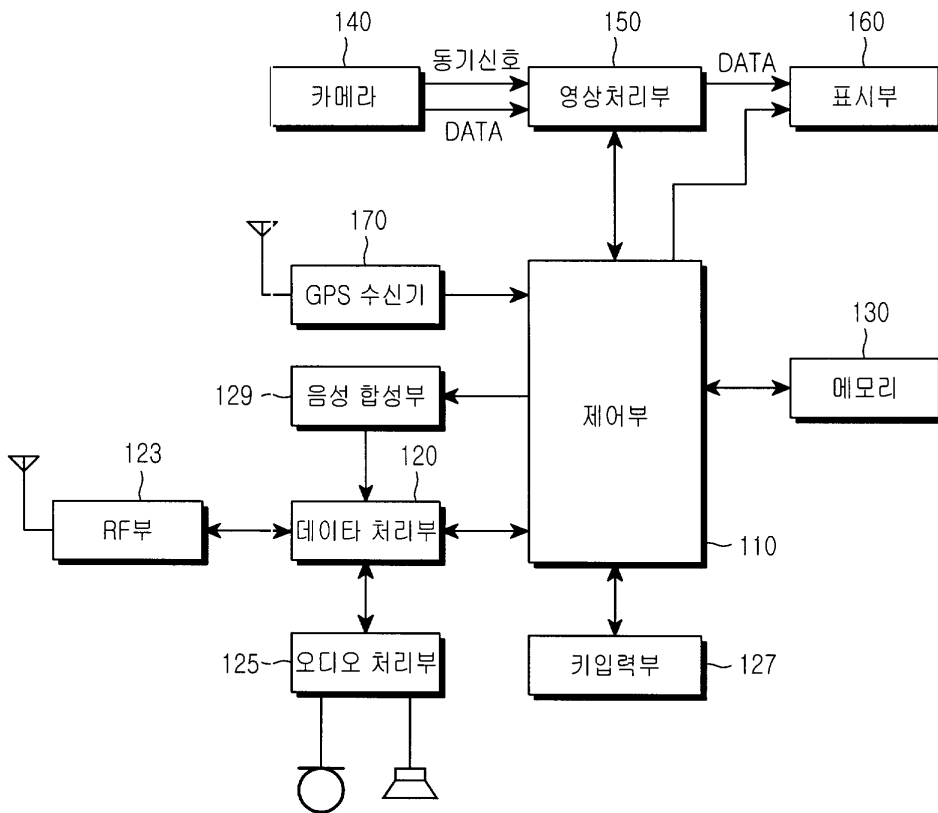 140
150
160
동기신호
DATA
카메라
영상처리부
표시부
DATA
170
GPS 수신기
130
129
음성 합성부
제어부
메모리
123
120
RF부
데이타 처리부
110
125
오디오 처리부
키입력부
127